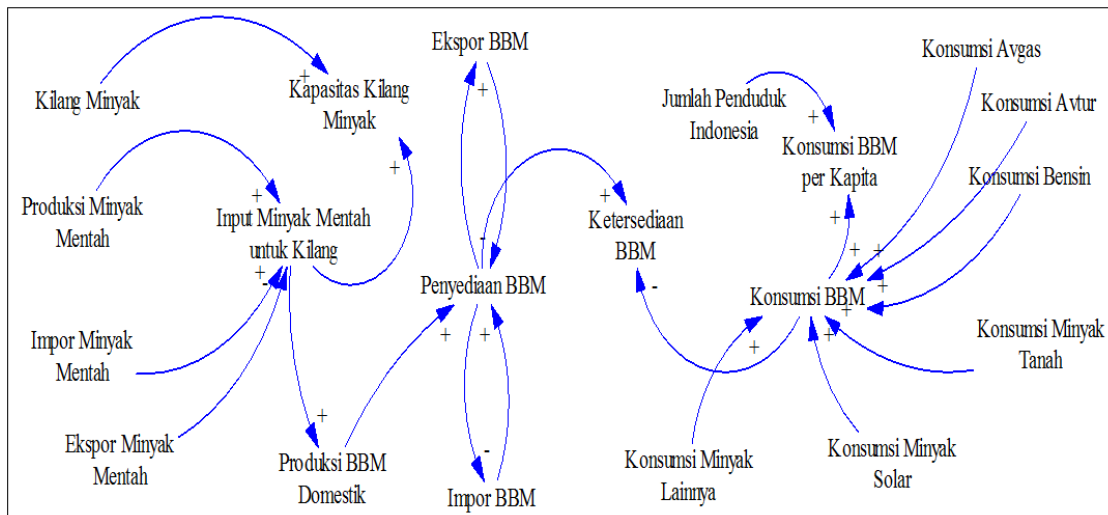 Ekspor BBM
Konsumsi Avgas
Kilang Minyak
+
Kapasitas Kilang
Minyak
+
Jumlah Penduduk
Indonesia
Konsumsi Avtur
+
Konsumsi BBM
per Kapita
+
Konsumsi Bensin
Produksi Minyak
Mentah
+
Input Minyak Mentah
untuk Kilang
+
Ketersediaan
BBM
+
-
+
+
+
+
-
Penyediaan BBM
-
Konsumsi BBM
+
+
Impor Minyak
Mentah
+
+
+
+
Konsumsi Minyak
Tanah
Ekspor Minyak
Mentah
+
Produksi BBM
Domestik
-
Impor BBM
Konsumsi Minyak
Lainnya
Konsumsi Minyak
Solar